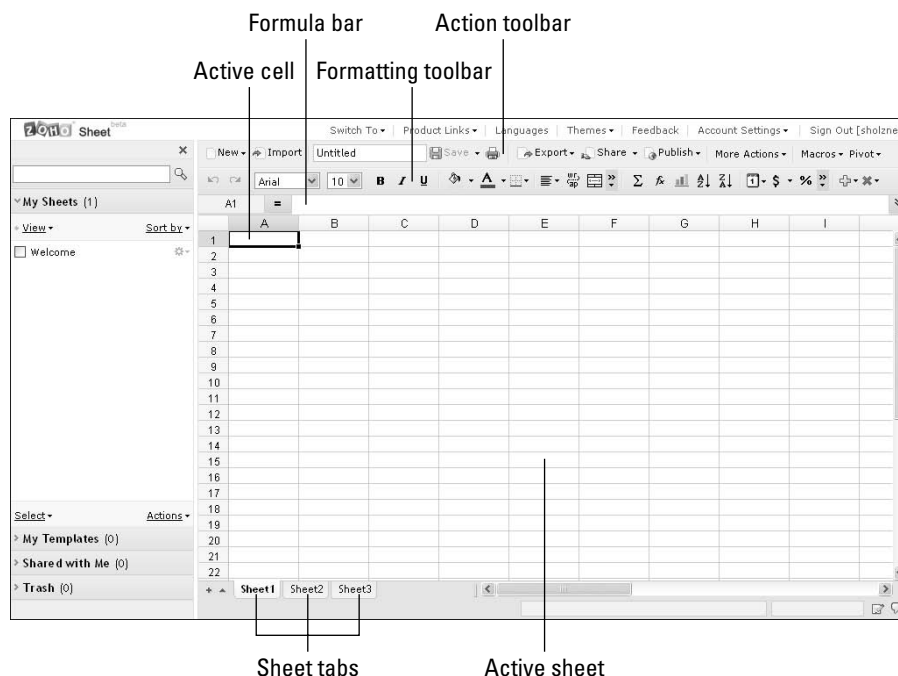 Formula bar Action toolbar
Active cell Formatting toolbar
ZOHO Sheet beta
Switch To Product Links Languages Themes Feedback Account Settings Sign Out [sholzne
New Import Untitled Save Export Share Publish More Actions Macros Pivot
Arial 10 B I U Σ fx $ %
My Sheets (1)
A1 =
View Sort by
A B C D E F G H I
Welcome
1
2
3
4
5
6
7
8
9
10
11
12
13
14
15
16
17
18
19
20
21
22
Select Actions
My Templates (0)
Shared with Me (0)
Trash (0)
+ Sheet1 Sheet2 Sheet3
Sheet tabs Active sheet